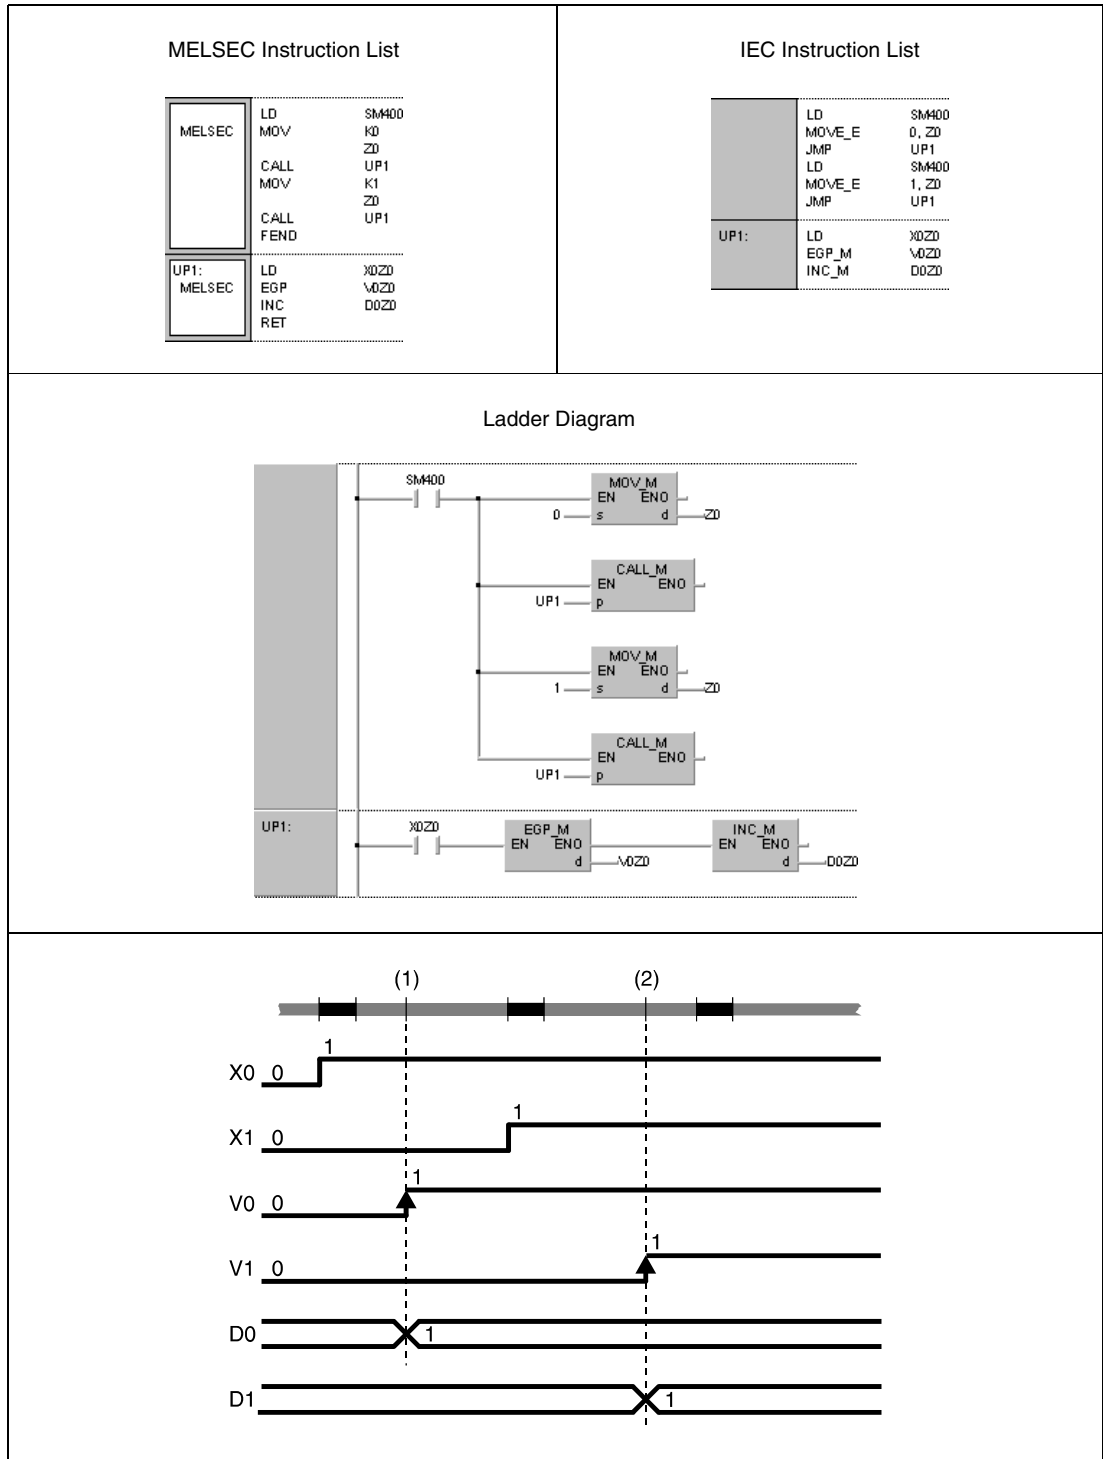 MELSEC Instruction List
MELSEC
LD SM400
MOV K0
Z0
CALL UP1
MOV K1
Z0
CALL UP1
FEND
UP1:
MELSEC
LD X0Z0
EGP V0Z0
INC D0Z0
RET
IEC Instruction List
LD SM400
MOVE_E 0, Z0
JMP UP1
LD SM400
MOVE_E 1, Z0
JMP UP1
UP1:
LD X0Z0
EGP_M V0Z0
INC_M D0Z0
Ladder Diagram
SM400
MOV_M
EN ENO
0 s d Z0
CALL_M
EN ENO
UP1 p
MOV_M
EN ENO
1 s d Z0
CALL_M
EN ENO
UP1 p
UP1:
X0Z0 EGP_M INC_M
EN ENO EN ENO
d V0Z0 d D0Z0
(1) (2)
1
X0 0
1
X1 0
1
V0 0
1
V1 0
D0 1
D1 1